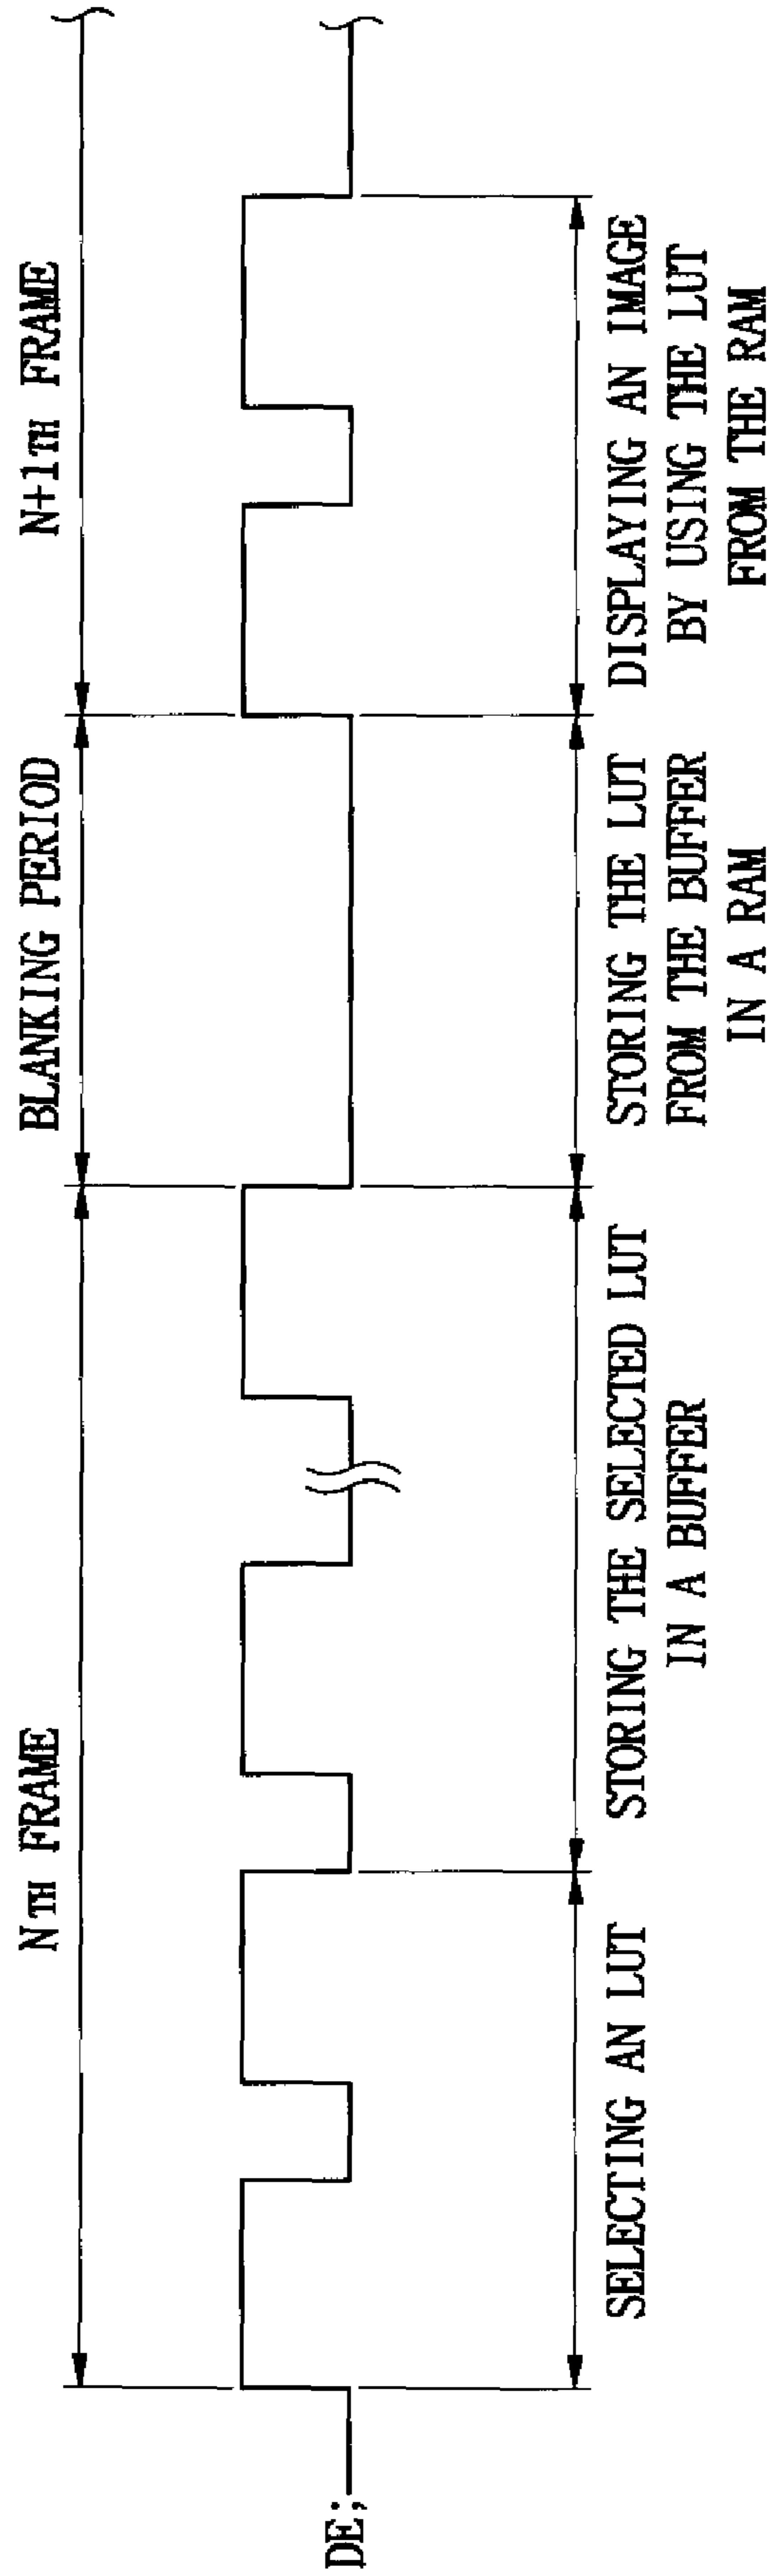 NTH FRAME
BLANKING PERIOD
N+1TH FRAME
DE;
SELECTING AN LUT
STORING THE SELECTED LUT
IN A BUFFER
STORING THE LUT
FROM THE BUFFER
IN A RAM
DISPLAYING AN IMAGE
BY USING THE LUT
FROM THE RAM